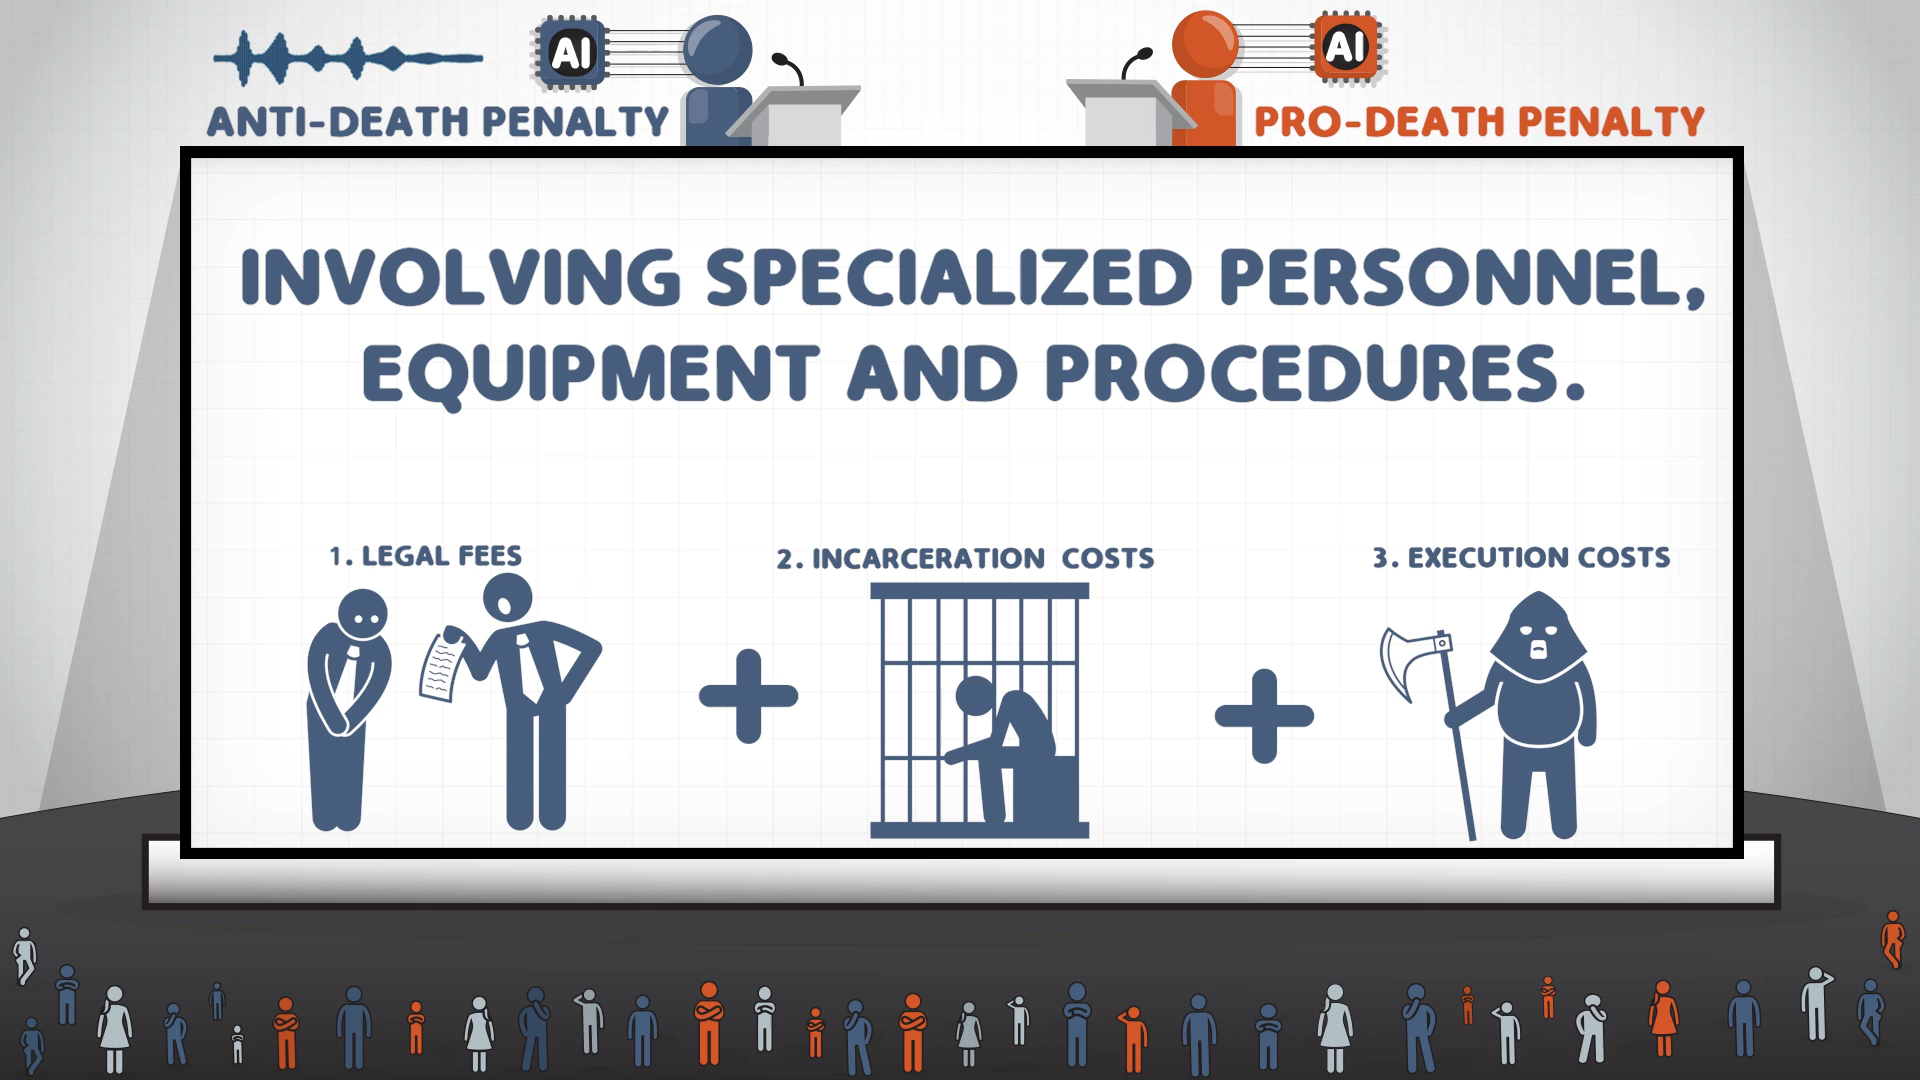 AI
AI
ANTI-DEATH PENALTY
PRO-DEATH PENALTY
INVOLVING SPECIALIZED PERSONNEL,
EQUIPMENT AND PROCEDURES.
1. LEGAL FEES
2. INCARCERATION COSTS
3. EXECUTION COSTS